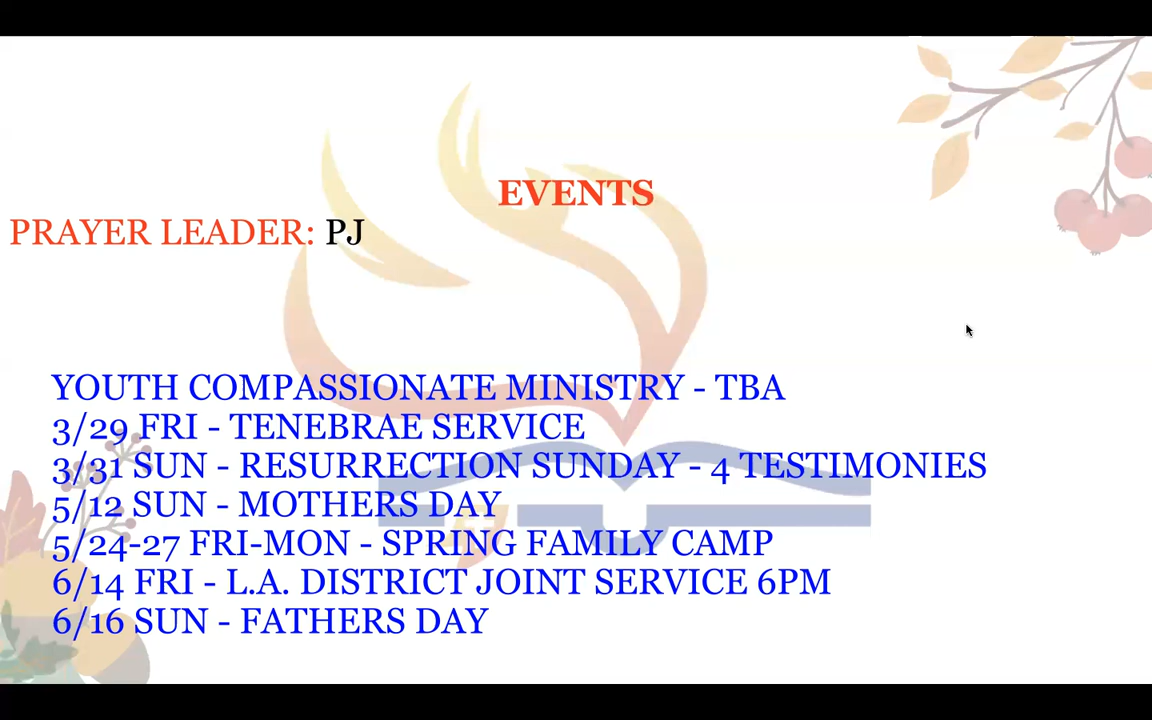 EVENTS
PRAYER LEADER: PJ
YOUTH COMPASSIONATE MINISTRY - TBA
3/29 FRI - TENEBRAE SERVICE
3/31 SUN - RESURRECTION SUNDAY - 4 TESTIMONIES
5/12 SUN - MOTHERS DAY
5/24-27 FRI-MON - SPRING FAMILY CAMP
6/14 FRI - L.A. DISTRICT JOINT SERVICE 6PM
6/16 SUN - FATHERS DAY